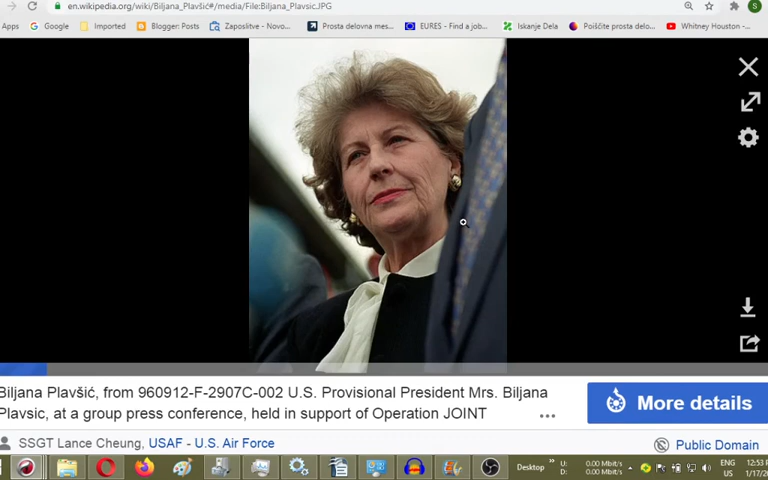 en.wikipedia.org/wiki/Biljana_Plavšić#/media/File:Biljana_Plavsic.JPG
Apps Google Imported Blogger: Posts Zaposlitve - Novo... Prosta delovna mes... EURES - Find a job... Iskanje Dela Poiščite prosta delo... Whitney Houston -...
Biljana Plavšić, from 960912-F-2907C-002 U.S. Provisional President Mrs. Biljana
Plavsic, at a group press conference, held in support of Operation JOINT
...
More details
SSGT Lance Cheung, USAF - U.S. Air Force
Public Domain
Desktop
U: 0.00 Mbit/s
D: 0.00 Mbit/s
ENG
US
12:53
1/17/20